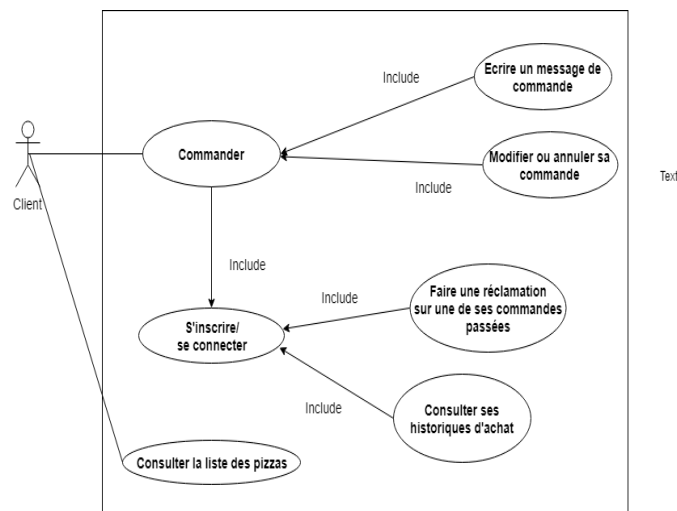 Ecrire un message de
commande
Include
Commander
Modifier ou annuler sa
commande
Include
Text
Client
Include
Faire une réclamation
sur une de ses commandes
passées
Include
S'inscrire/
se connecter
Include
Consulter ses
historiques d'achat
Consulter la liste des pizzas